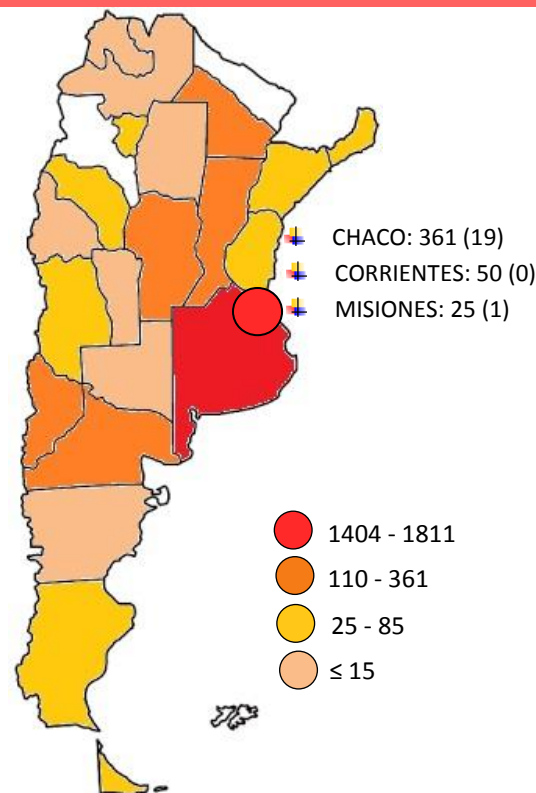 CHACO: 361 (19)
CORRIENTES: 50 (0)
MISIONES: 25 (1)
1404 - 1811
110 - 361
25 - 85
≤ 15